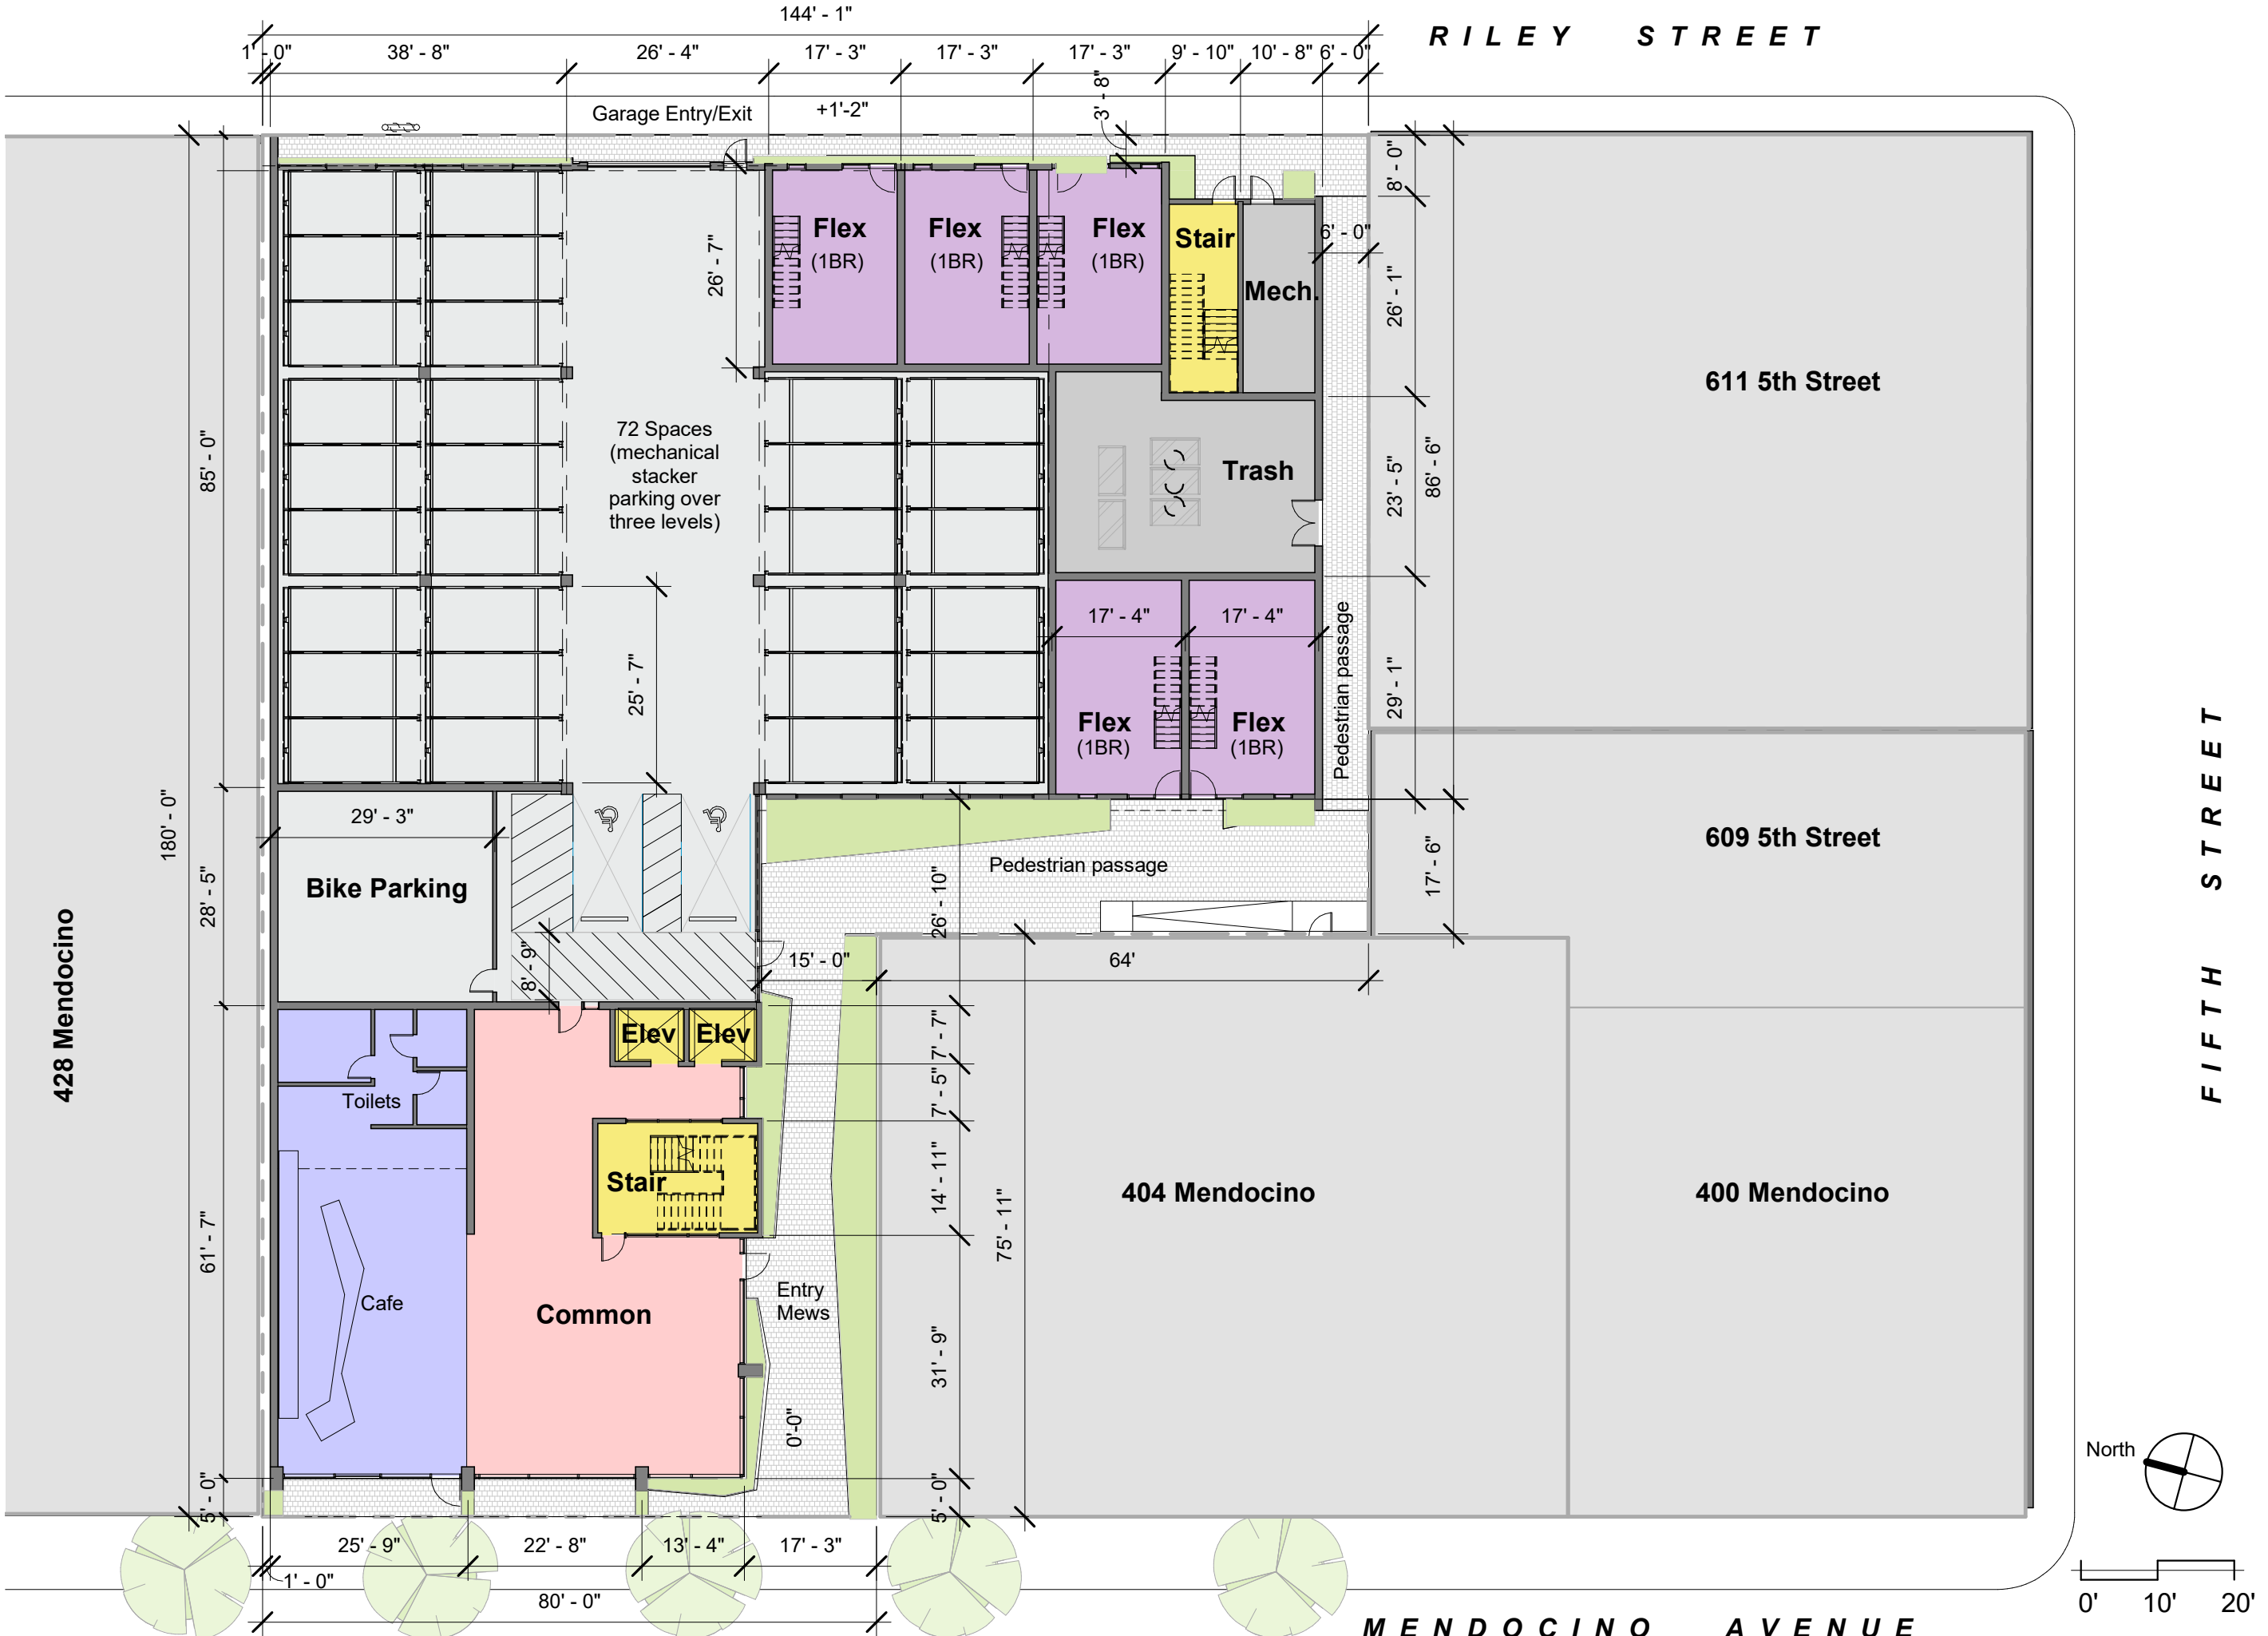 144' - 1"
RILEY STREET
1' - 0"
38' - 8"
26' - 4"
17' - 3"
17' - 3"
17' - 3"
9' - 10"
10' - 8"
6' - 0"
3' - 8"
Garage Entry/Exit
+1'-2"
8' - 0"
Flex
(1BR)
Flex
(1BR)
Flex
(1BR)
Stair
6' - 0"
26' - 7"
Mech.
26' - 1"
611 5th Street
72 Spaces
(mechanical
stacker
parking over
three levels)
85' - 0"
Trash
23' - 5"
86' - 6"
17' - 4"
17' - 4"
25' - 7"
Pedestrian passage
29' - 1"
Flex
(1BR)
Flex
(1BR)
FIFTH STREET
180' - 0"
29' - 3"
609 5th Street
Pedestrian passage
17' - 6"
28' - 5"
Bike Parking
26' - 10"
8' - 9"
15' - 0"
64'
428 Mendocino
Elev
Elev
7' - 7"
7' - 5"
Toilets
Stair
14' - 11"
75' - 11"
404 Mendocino
400 Mendocino
61' - 7"
Cafe
Common
Entry
Mews
31' - 9"
0'-0"
North
5' - 0"
5' - 0"
25' - 9"
22' - 8"
13' - 4"
17' - 3"
1' - 0"
80' - 0"
0'
10'
20'
MENDOCINO AVENUE